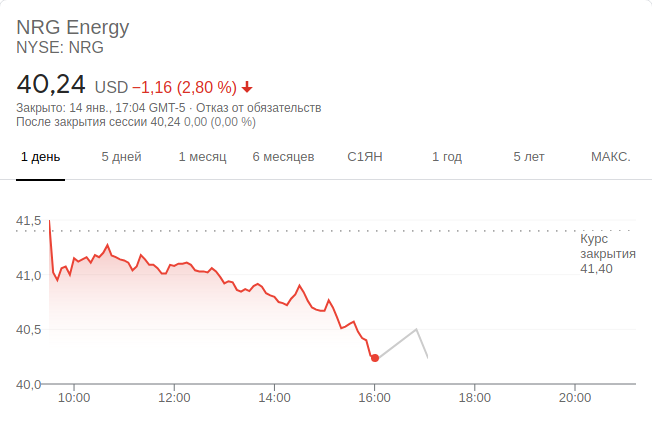 NRG Energy
NYSE: NRG
40,24 USD −1,16 (2,80 %)
Закрыто: 14 янв., 17:04 GMT-5 · Отказ от обязательств
После закрытия сессии 40,24 0,00 (0,00 %)
1 день 5 дней 1 месяц 6 месяцев С1ЯН 1 год 5 лет МАКС.
41,5
Курс
закрытия
41,40
41,0
40,5
40,0
10:00 12:00 14:00 16:00 18:00 20:00